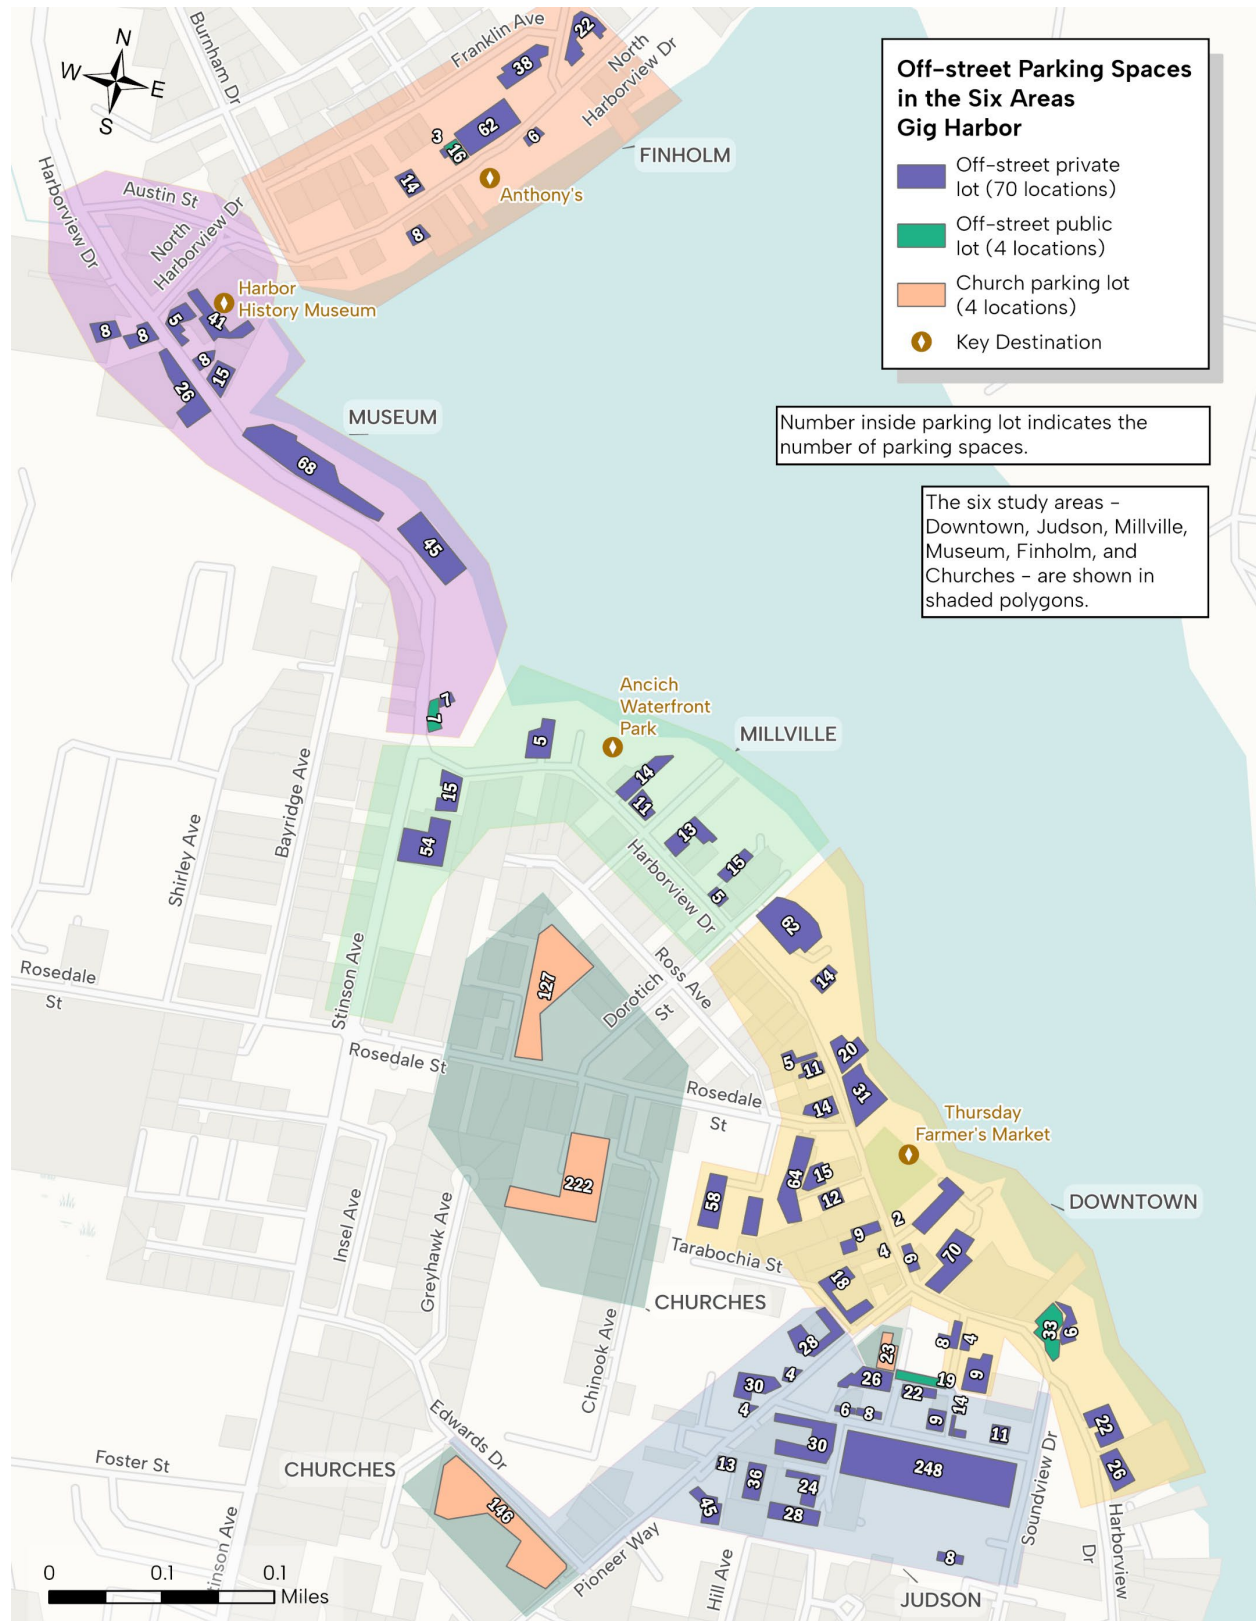 N
W
E
S
Burnham Dr
Franklin Ave
22
North
Harborview Dr
38
62
3
16
6
14
8
Anthony's
FINHOLM
Off-street Parking Spaces
in the Six Areas
Gig Harbor
Off-street private
lot (70 locations)
Off-street public
lot (4 locations)
Church parking lot
(4 locations)
Key Destination
Number inside parking lot indicates the
number of parking spaces.
The six study areas –
Downtown, Judson, Millville,
Museum, Finholm, and
Churches – are shown in
shaded polygons.
Harborview Dr
Austin St
North
Harborview Dr
Harbor
History Museum
5
41
8
8
8
15
26
MUSEUM
68
45
7
7
Ancich
Waterfront
Park
MILLVILLE
5
14
11
15
54
13
15
5
Harborview Dr
Shirley Ave
Bayridge Ave
Stinson Ave
Rosedale
St
Rosedale St
127
Ross Ave
Dorotich
St
Rosedale
St
62
14
20
5
11
31
14
Thursday
Farmer's Market
222
58
64
15
12
2
9
4
6
70
18
DOWNTOWN
Tarabochia St
CHURCHES
Insel Ave
Greyhawk Ave
Chinook Ave
33
6
8
4
9
28
23
26
19
22
4
30
4
6
8
9
14
11
22
26
30
248
13
36
24
45
28
8
Edwards Dr
Foster St
CHURCHES
146
Pioneer Way
Hill Ave
Soundview Dr
Harborview
Dr
JUDSON
Stinson Ave
0
0.1
0.1
Miles